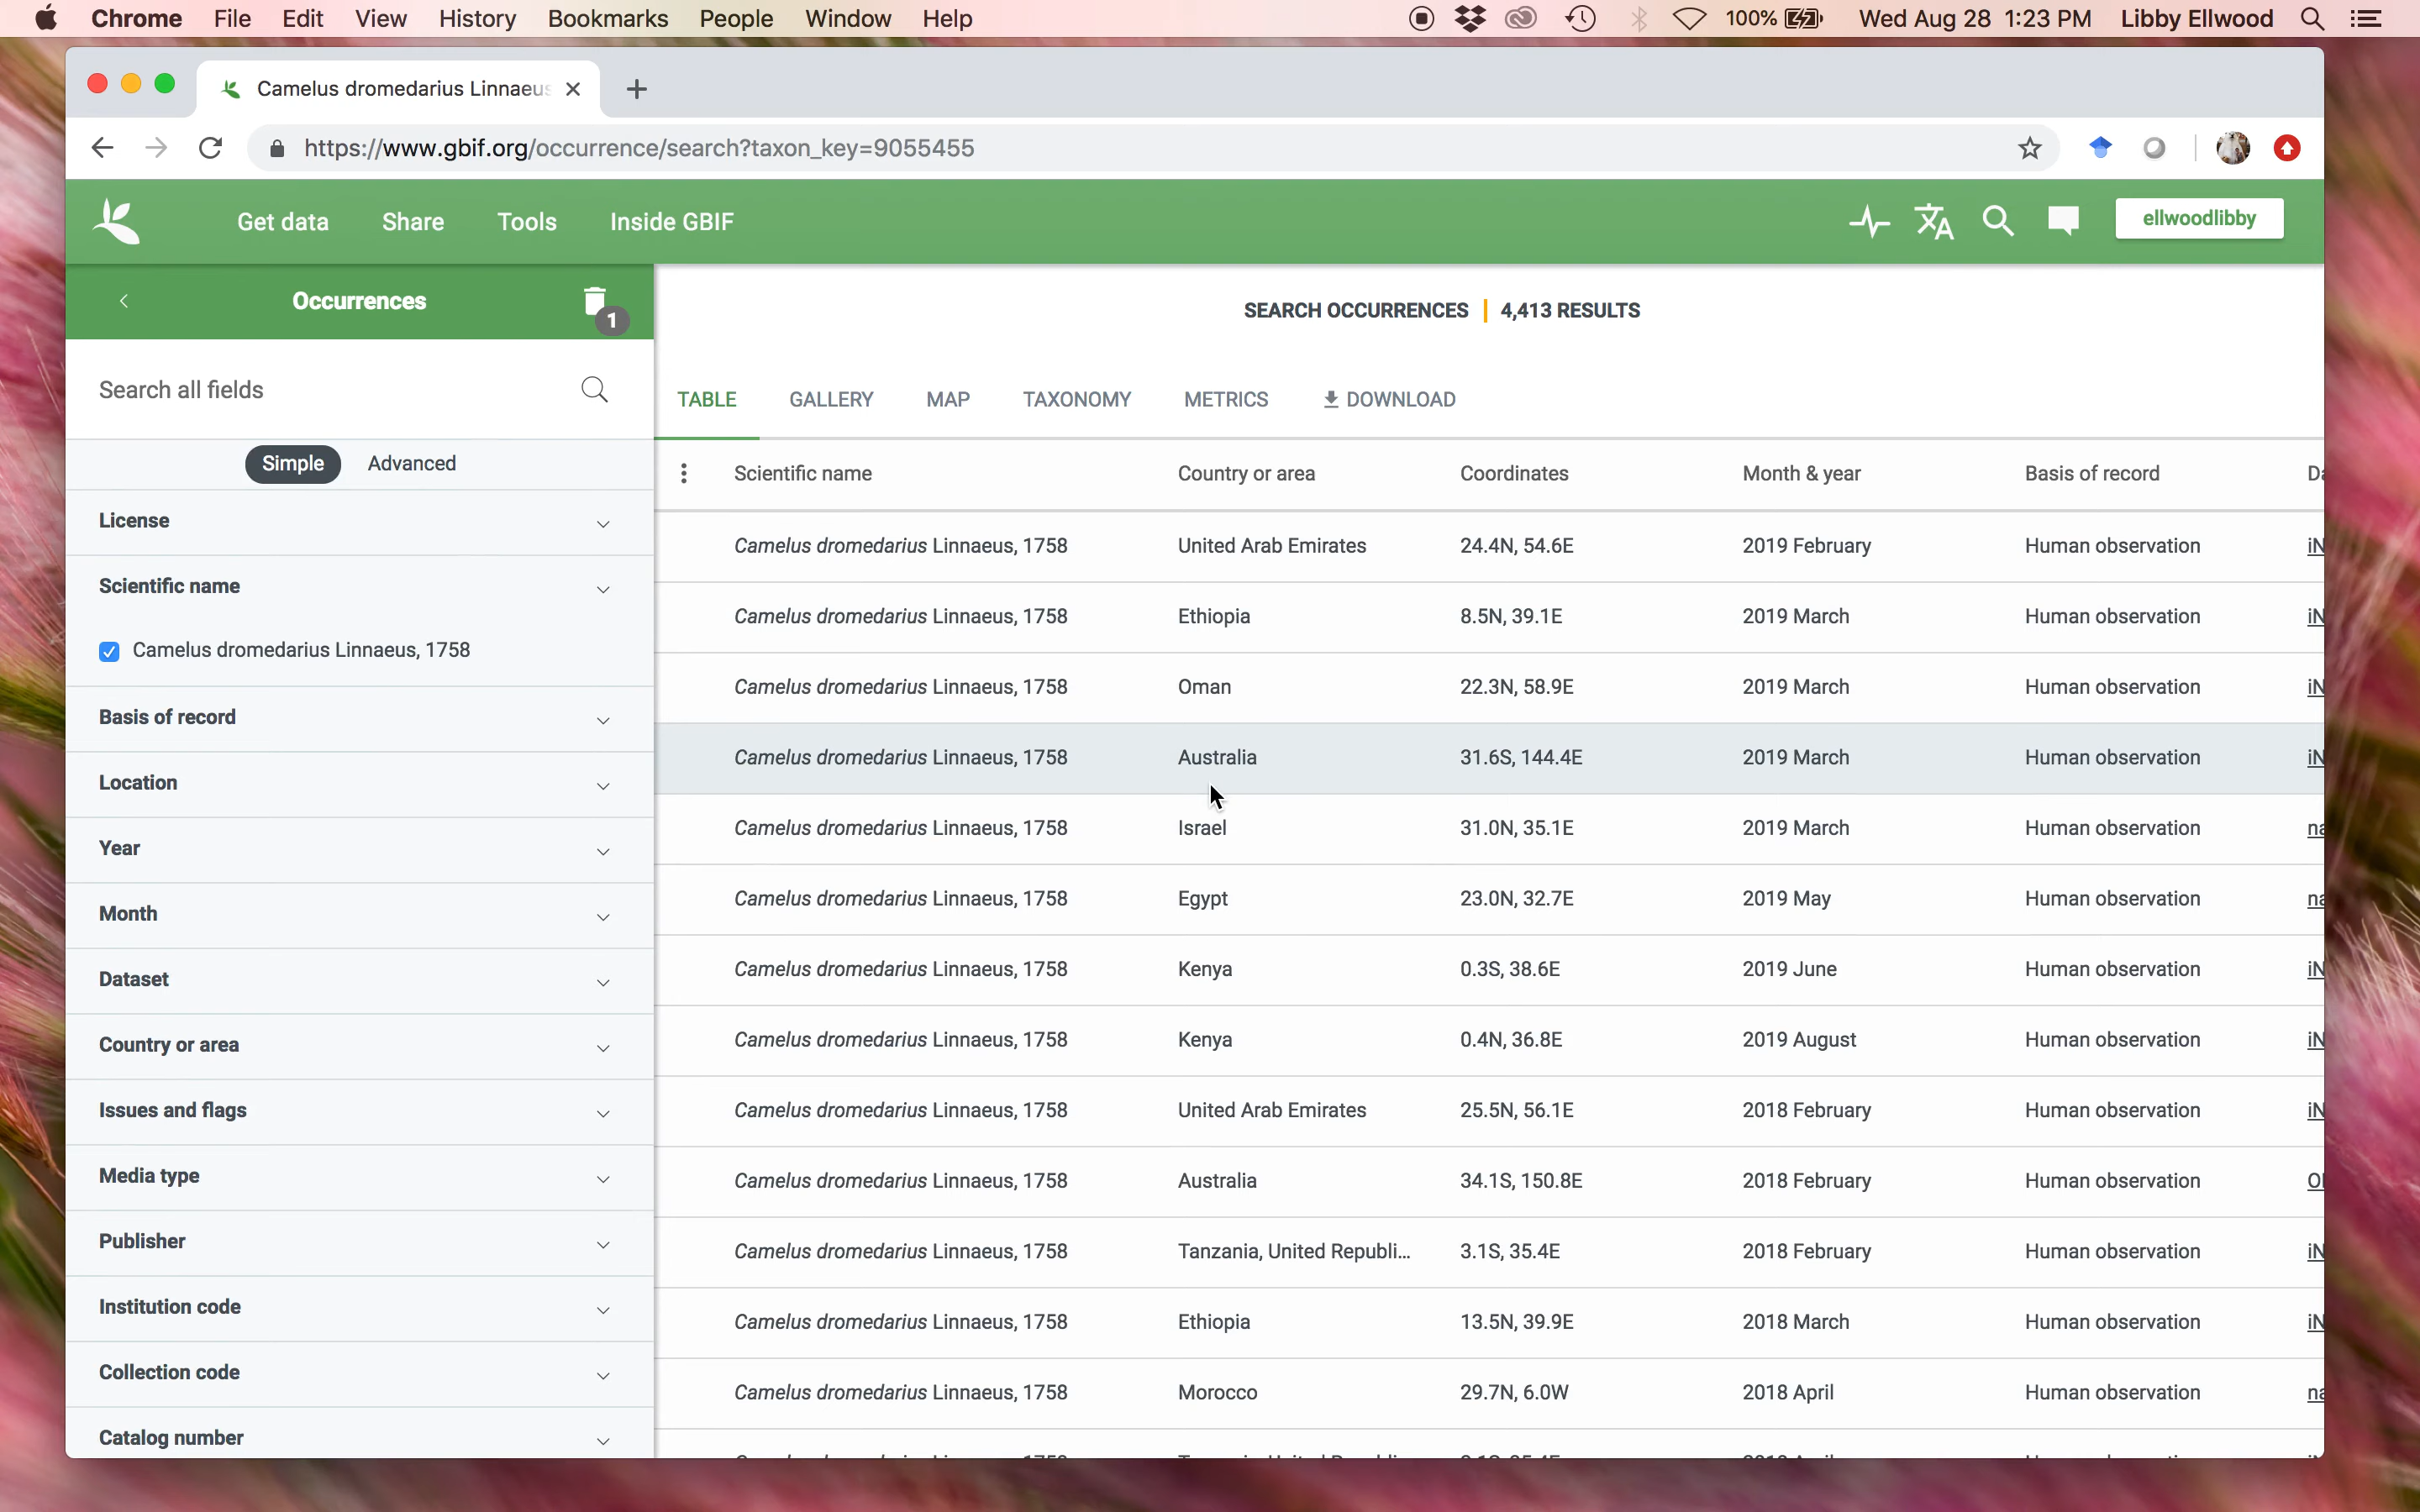 Chrome File Edit View History Bookmarks People Window Help 100% Wed Aug 28 1:23 PM Libby Ellwood
Camelus dromedarius Linnaeus
https://www.gbif.org/occurrence/search?taxon_key=9055455
Get data Share Tools Inside GBIF ellwoodlibby
Occurrences 1
SEARCH OCCURRENCES | 4,413 RESULTS
Search all fields
TABLE GALLERY MAP TAXONOMY METRICS DOWNLOAD
Simple Advanced
License
Scientific name
Camelus dromedarius Linnaeus, 1758
Basis of record
Location
Year
Month
Dataset
Country or area
Issues and flags
Media type
Publisher
Institution code
Collection code
Catalog number
Scientific name Country or area Coordinates Month & year Basis of record
Camelus dromedarius Linnaeus, 1758 United Arab Emirates 24.4N, 54.6E 2019 February Human observation
Camelus dromedarius Linnaeus, 1758 Ethiopia 8.5N, 39.1E 2019 March Human observation
Camelus dromedarius Linnaeus, 1758 Oman 22.3N, 58.9E 2019 March Human observation
Camelus dromedarius Linnaeus, 1758 Australia 31.6S, 144.4E 2019 March Human observation
Camelus dromedarius Linnaeus, 1758 Israel 31.0N, 35.1E 2019 March Human observation
Camelus dromedarius Linnaeus, 1758 Egypt 23.0N, 32.7E 2019 May Human observation
Camelus dromedarius Linnaeus, 1758 Kenya 0.3S, 38.6E 2019 June Human observation
Camelus dromedarius Linnaeus, 1758 Kenya 0.4N, 36.8E 2019 August Human observation
Camelus dromedarius Linnaeus, 1758 United Arab Emirates 25.5N, 56.1E 2018 February Human observation
Camelus dromedarius Linnaeus, 1758 Australia 34.1S, 150.8E 2018 February Human observation
Camelus dromedarius Linnaeus, 1758 Tanzania, United Republi... 3.1S, 35.4E 2018 February Human observation
Camelus dromedarius Linnaeus, 1758 Ethiopia 13.5N, 39.9E 2018 March Human observation
Camelus dromedarius Linnaeus, 1758 Morocco 29.7N, 6.0W 2018 April Human observation